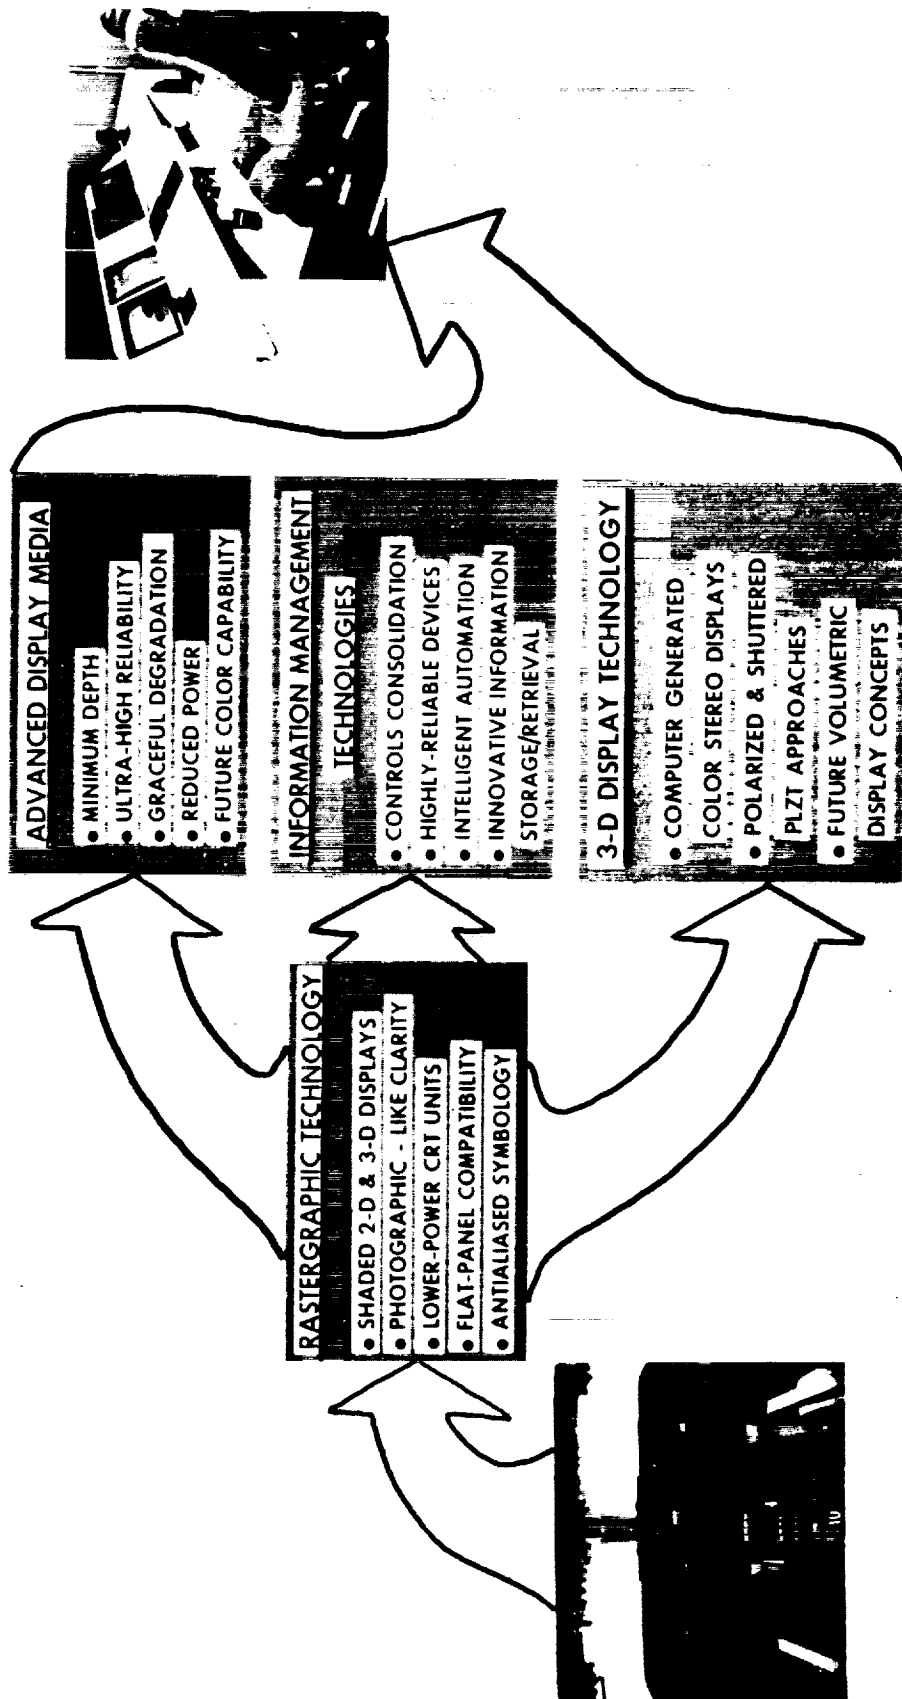 RASTERGRAPHIC TECHNOLOGY
• SHADED 2-D & 3-D DISPLAYS
• PHOTOGRAPHIC - LIKE CLARITY
• LOWER-POWER CRT UNITS
• FLAT-PANEL COMPATIBILITY
• ANTIALIASED SYMBOLOGY
ADVANCED DISPLAY MEDIA
• MINIMUM DEPTH
• ULTRA-HIGH RELIABILITY
• GRACEFUL DEGRADATION
• REDUCED POWER
• FUTURE COLOR CAPABILITY
INFORMATION MANAGEMENT
TECHNOLOGIES
• CONTROLS CONSOLIDATION
• HIGHLY-RELIABLE DEVICES
• INTELLIGENT AUTOMATION
• INNOVATIVE INFORMATION
STORAGE/RETRIEVAL
3-D DISPLAY TECHNOLOGY
• COMPUTER GENERATED
COLOR STEREO DISPLAYS
• POLARIZED & SHUTTERED
PLZT APPROACHES
• FUTURE VOLUMETRIC
DISPLAY CONCEPTS